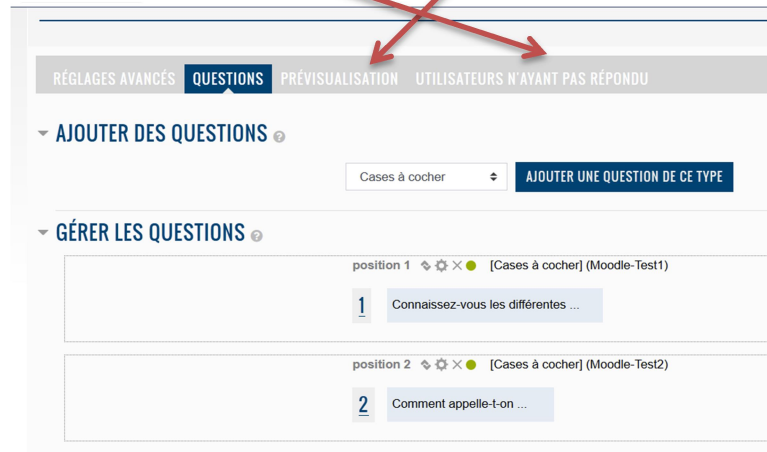 RÉGLAGES AVANCÉS QUESTIONS PRÉVISUALISATION UTILISATEURS N'AYANT PAS RÉPONDU
AJOUTER DES QUESTIONS
Cases à cocher AJOUTER UNE QUESTION DE CE TYPE
GÉRER LES QUESTIONS
position 1 [Cases à cocher] (Moodle-Test1)
1 Connaissez-vous les différentes ...
position 2 [Cases à cocher] (Moodle-Test2)
2 Comment appelle-t-on ...